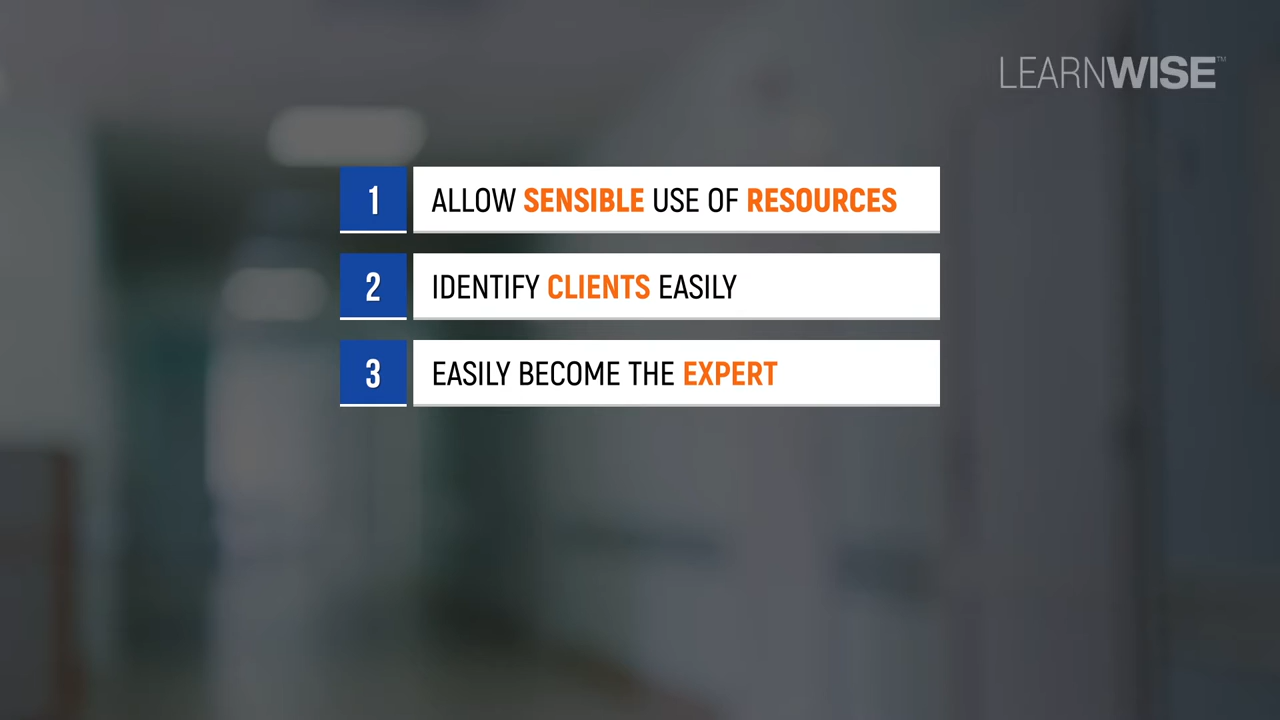 LEARNWISE™
1 ALLOW SENSIBLE USE OF RESOURCES
2 IDENTIFY CLIENTS EASILY
3 EASILY BECOME THE EXPERT